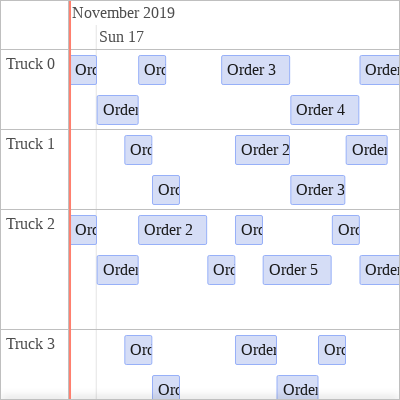 November 2019
Sun 17
Truck 0
Ord
Ord
Order 3
Order
Order
Order 4
Truck 1
Ord
Order 2
Order
Ord
Order 3
Truck 2
Ord
Order 2
Ord
Ord
Order
Ord
Order 5
Order
Truck 3
Ord
Order
Ord
Ord
Order